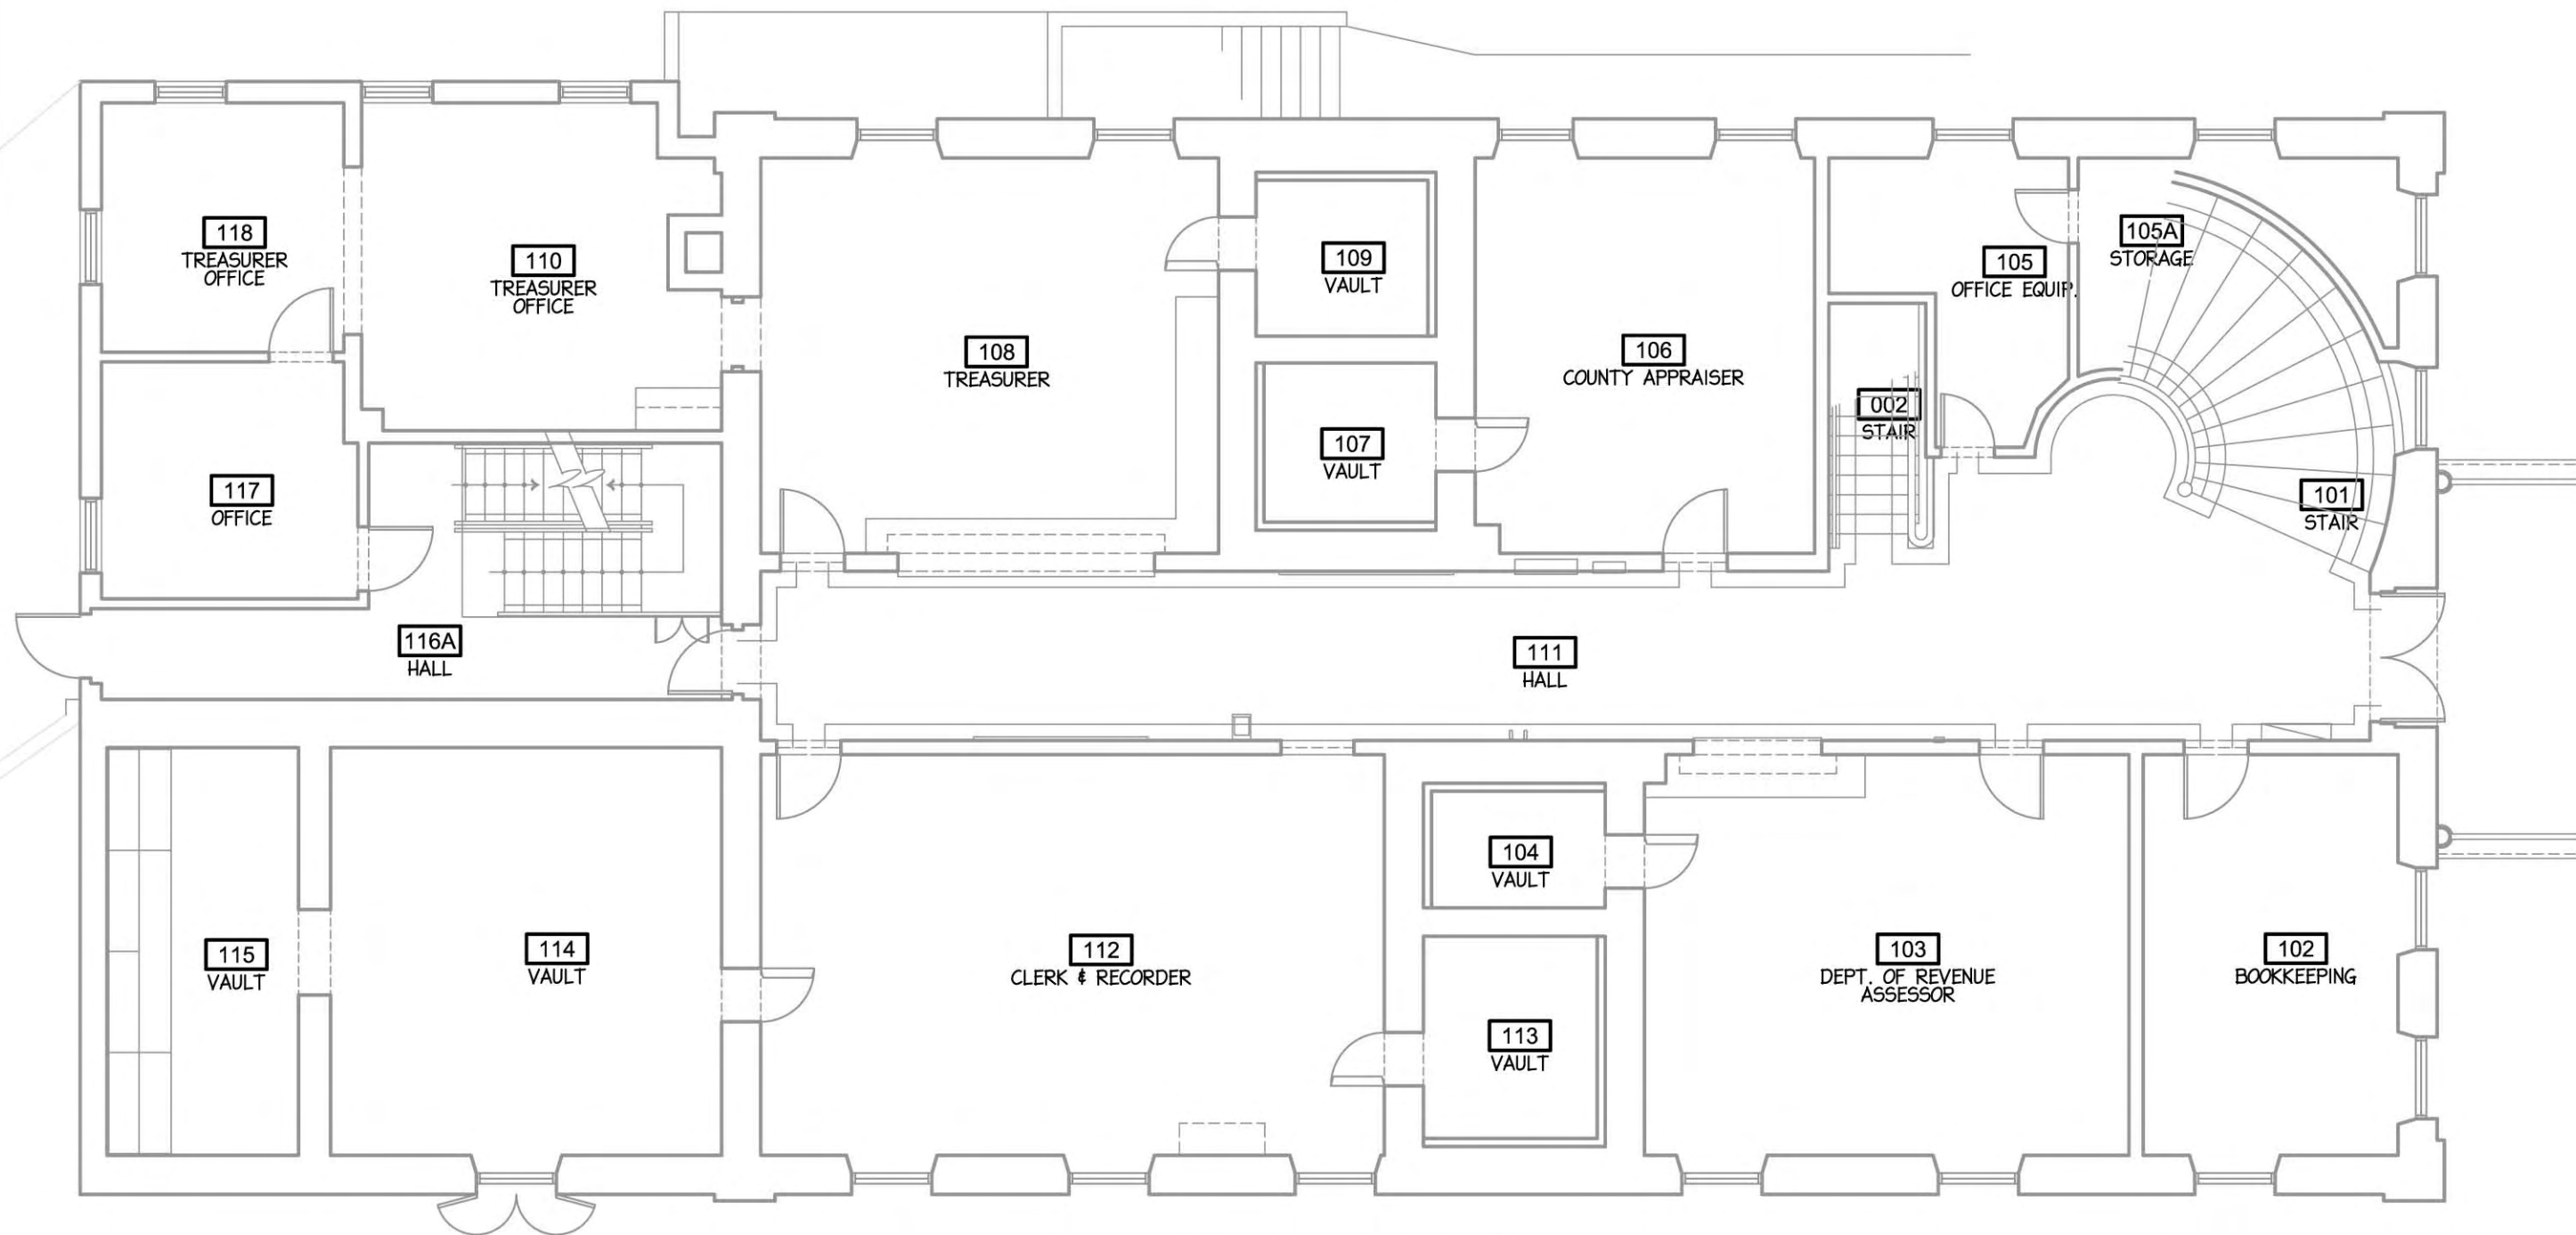 118
TREASURER
OFFICE
110
TREASURER
OFFICE
108
TREASURER
109
VAULT
107
VAULT
106
COUNTY APPRAISER
105
OFFICE EQUIP.
105A
STORAGE
002
STAIR
101
STAIR
117
OFFICE
116A
HALL
111
HALL
115
VAULT
114
VAULT
112
CLERK & RECORDER
104
VAULT
113
VAULT
103
DEPT. OF REVENUE
ASSESSOR
102
BOOKKEEPING